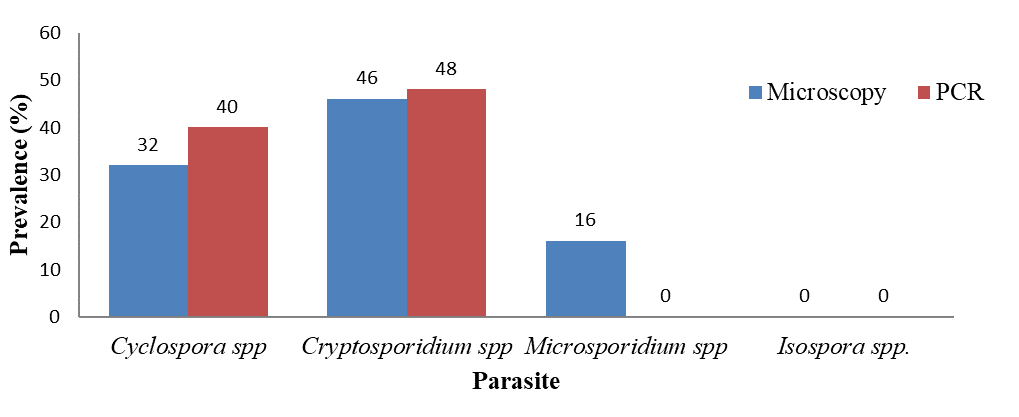 60
50
40
30
20
10
0
Prevalence (%)
32
40
46
48
16
0
0
0
Microscopy
PCR
Cyclospora spp
Cryptosporidium spp
Microsporidium spp
Isospora spp.
Parasite